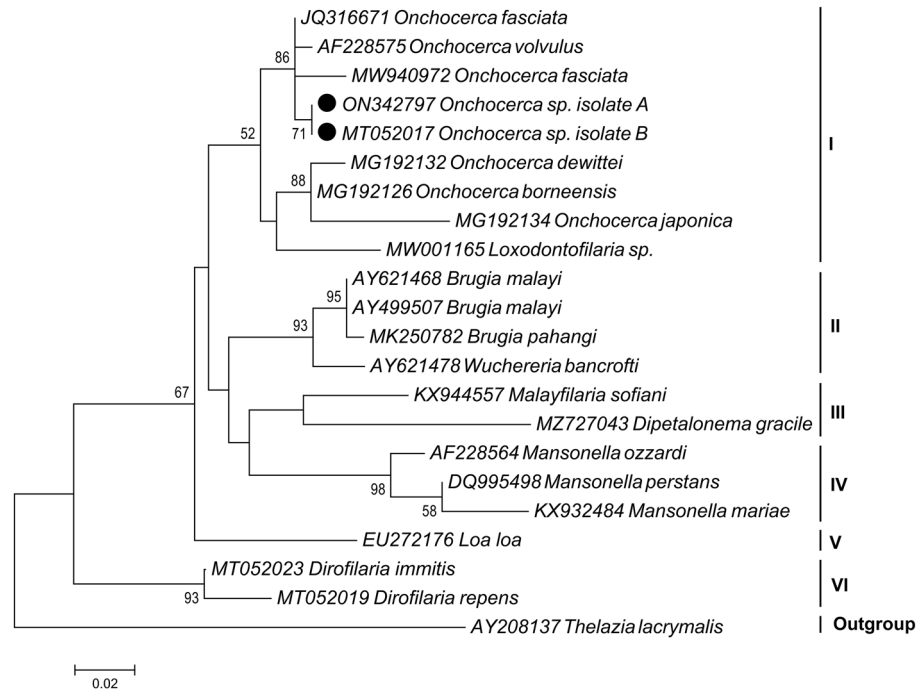 JQ316671 Onchocerca fasciata
AF228575 Onchocerca volvulus
86
MW940972 Onchocerca fasciata
ON342797 Onchocerca sp. isolate A
52
71
MT052017 Onchocerca sp. isolate B
I
MG192132 Onchocerca dewittei
88
MG192126 Onchocerca borneensis
MG192134 Onchocerca japonica
MW001165 Loxodontofilaria sp.
AY621468 Brugia malayi
95
AY499507 Brugia malayi
93
II
MK250782 Brugia pahangi
AY621478 Wuchereria bancrofti
67
KX944557 Malayfilaria sofiani
III
MZ727043 Dipetalonema gracile
AF228564 Mansonella ozzardi
98
DQ995498 Mansonella perstans
IV
58
KX932484 Mansonella mariae
EU272176 Loa loa
V
MT052023 Dirofilaria immitis
VI
93
MT052019 Dirofilaria repens
AY208137 Thelazia lacrymalis
Outgroup
0.02